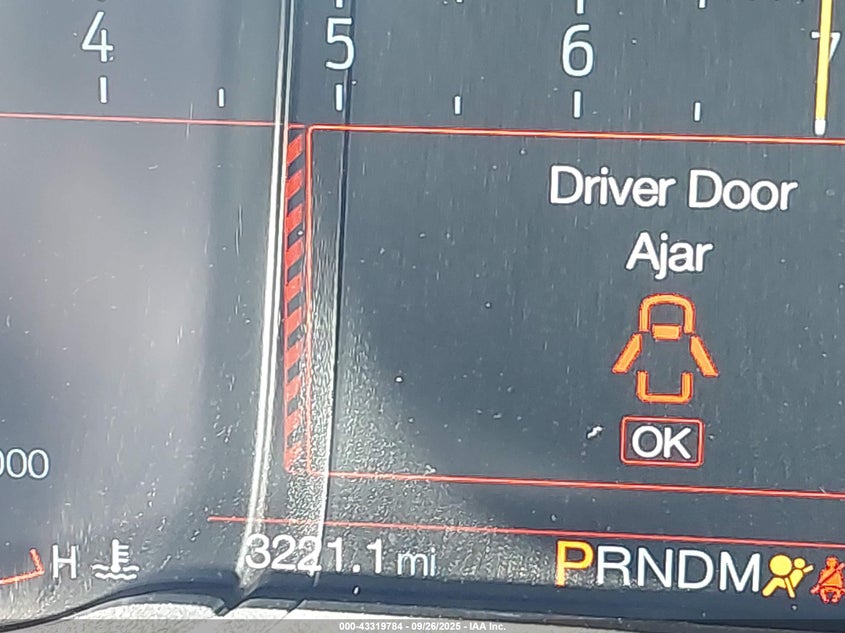 4 5 6 7
Driver Door
Ajar
OK
000
H
3221.1 mi
PRNDM
000-43319784 - 09/26/2025 - IAA Inc.